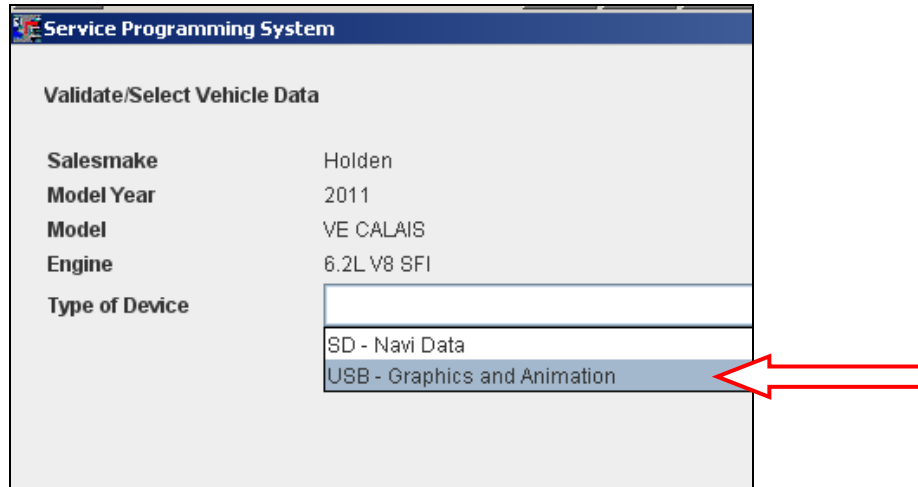 Service Programming System
Validate/Select Vehicle Data
Salesmake Holden
Model Year 2011
Model VE CALAIS
Engine 6.2L V8 SFI
Type of Device
SD - Navi Data
USB - Graphics and Animation